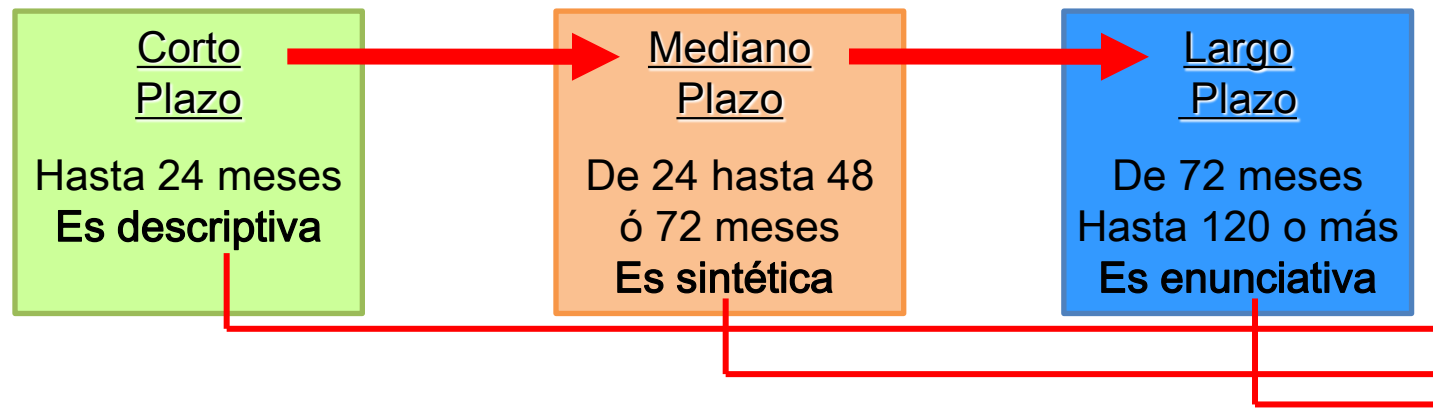 Corto
Plazo
Hasta 24 meses
Es descriptiva
Mediano
Plazo
De 24 hasta 48
ó 72 meses
Es sintética
Largo
Plazo
De 72 meses
Hasta 120 o más
Es enunciativa